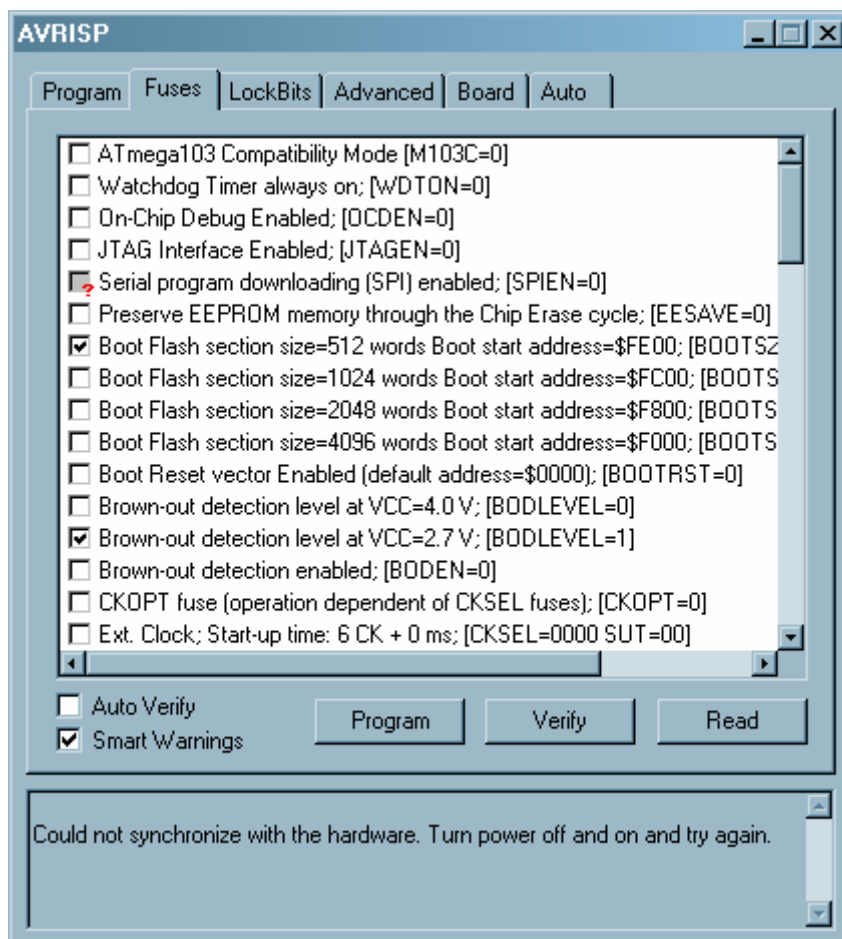 AVRISP
Program Fuses LockBits Advanced Board Auto
ATmega103 Compatibility Mode [M103C=0]
Watchdog Timer always on; [WDTON=0]
On-Chip Debug Enabled; [OCDEN=0]
JTAG Interface Enabled; [JTAGEN=0]
? Serial program downloading (SPI) enabled; [SPIEN=0]
Preserve EEPROM memory through the Chip Erase cycle; [EESAVE=0]
Boot Flash section size=512 words Boot start address=$FE00; [BOOTSZ
Boot Flash section size=1024 words Boot start address=$FC00; [BOOTS
Boot Flash section size=2048 words Boot start address=$F800; [BOOTS
Boot Flash section size=4096 words Boot start address=$F000; [BOOTS
Boot Reset vector Enabled (default address=$0000); [BOOTRST=0]
Brown-out detection level at VCC=4.0 V; [BODLEVEL=0]
Brown-out detection level at VCC=2.7 V; [BODLEVEL=1]
Brown-out detection enabled; [BODEN=0]
CKOPT fuse (operation dependent of CKSEL fuses); [CKOPT=0]
Ext. Clock; Start-up time: 6 CK + 0 ms; [CKSEL=0000 SUT=00]
Auto Verify
Smart Warnings
Program Verify Read
Could not synchronize with the hardware. Turn power off and on and try again.